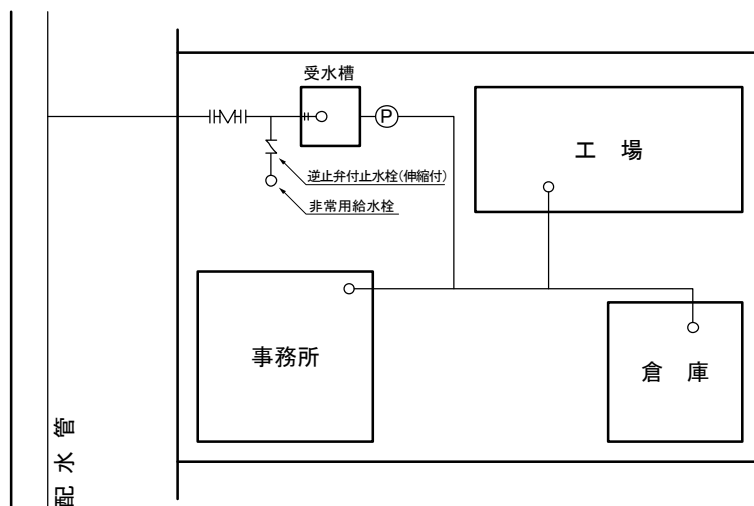 受水槽
P
工場
逆止弁付止水栓(伸縮付)
非常用給水栓
事務所
倉庫
配水管